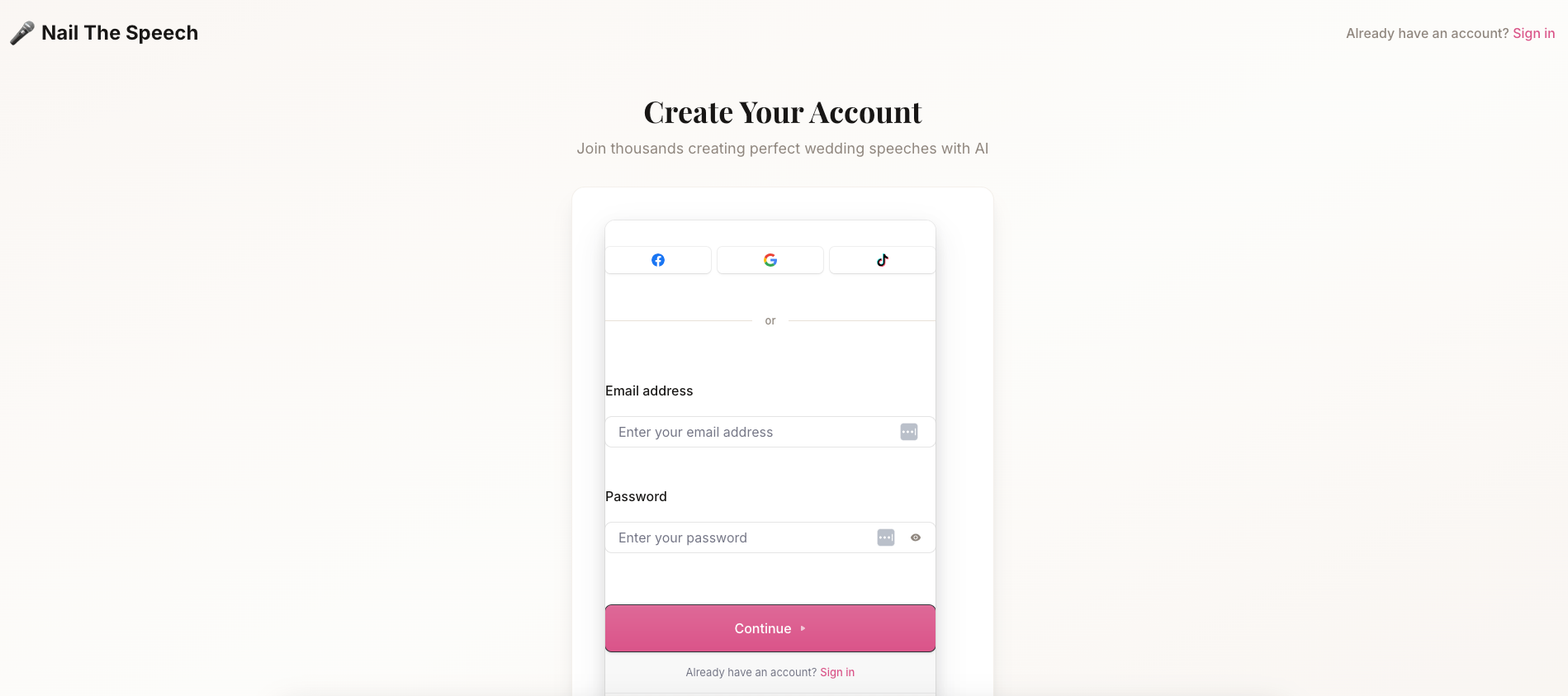 🎤 Nail The Speech
Already have an account? Sign in
Create Your Account
Join thousands creating perfect wedding speeches with AI
or
Email address
Enter your email address
Password
Enter your password
Continue
Already have an account? Sign in